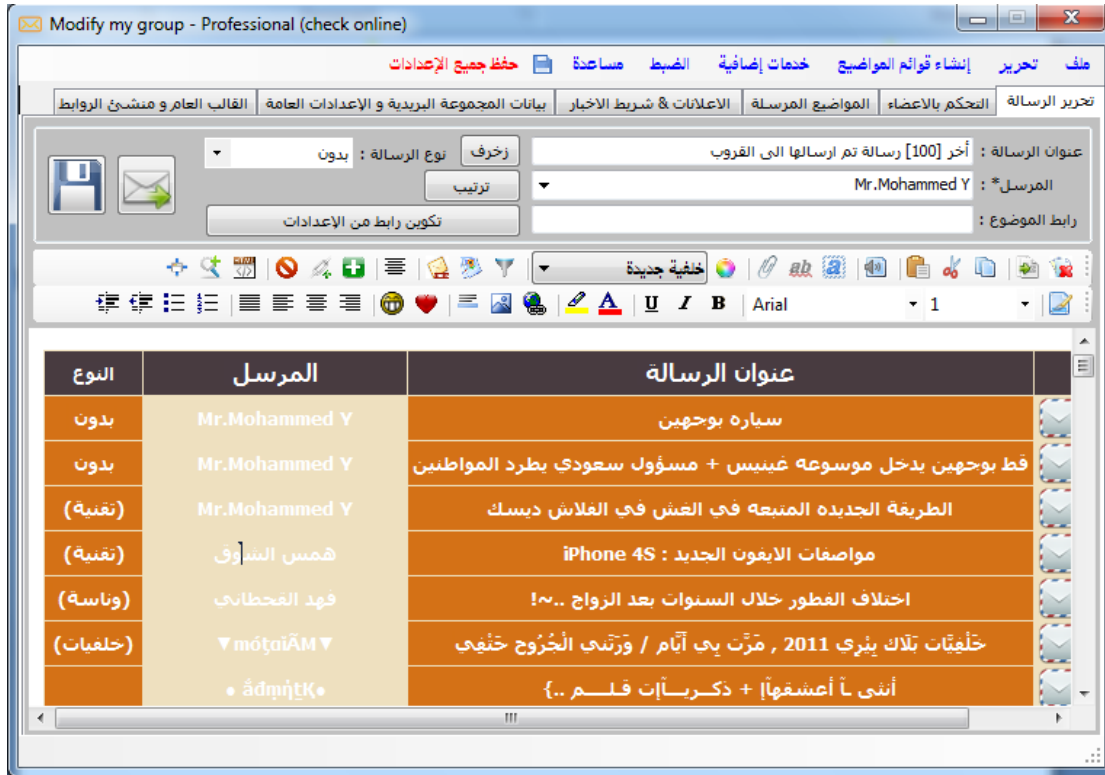 Modify my group - Professional (check online)
ملف تحرير إنشاء قوائم المواضيع خدمات إضافية الضبط مساعدة حفظ جميع الإعدادات
تحرير الرسالة التحكم بالاعضاء المواضيع المرسلة الاعلانات & شريط الاخبار بيانات المجموعة البريدية و الإعدادات العامة القالب العام و منشئ الروابط
عنوان الرسالة : أخر [100] رسالة تم ارسالها الى القروب زخرف نوع الرسالة : بدون
المرسل* : Mr.Mohammed Y ترتيب
رابط الموضوع : تكوين رابط من الإعدادات
خلفية جديدة
1 Arial B I U A
عنوان الرسالة المرسل النوع
سياره بوجهين Mr.Mohammed Y بدون
قط بوجهين يدخل موسوعه غينيس + مسؤول سعودي يطرد المواطنين Mr.Mohammed Y بدون
الطريقة الجديده المتبعه في الغش في الفلاش ديسك Mr.Mohammed Y (تقنية)
مواصفات الايفون الجديد : iPhone 4S همس الشوق (تقنية)
اختلاف الفطور خلال السنوات بعد الزواج ..~! فهد القحطاني (وناسة)
خَلْفِيَّات بَلَاك بِيْرِي 2011 , مَرَّت بِي أَيَّام / وَرَتَني الْجُرُوح حَتْفِي (خلفيات)
أنثى لآ أعشقهآ| + ذكــريــآ|ت قـلــــم ..}